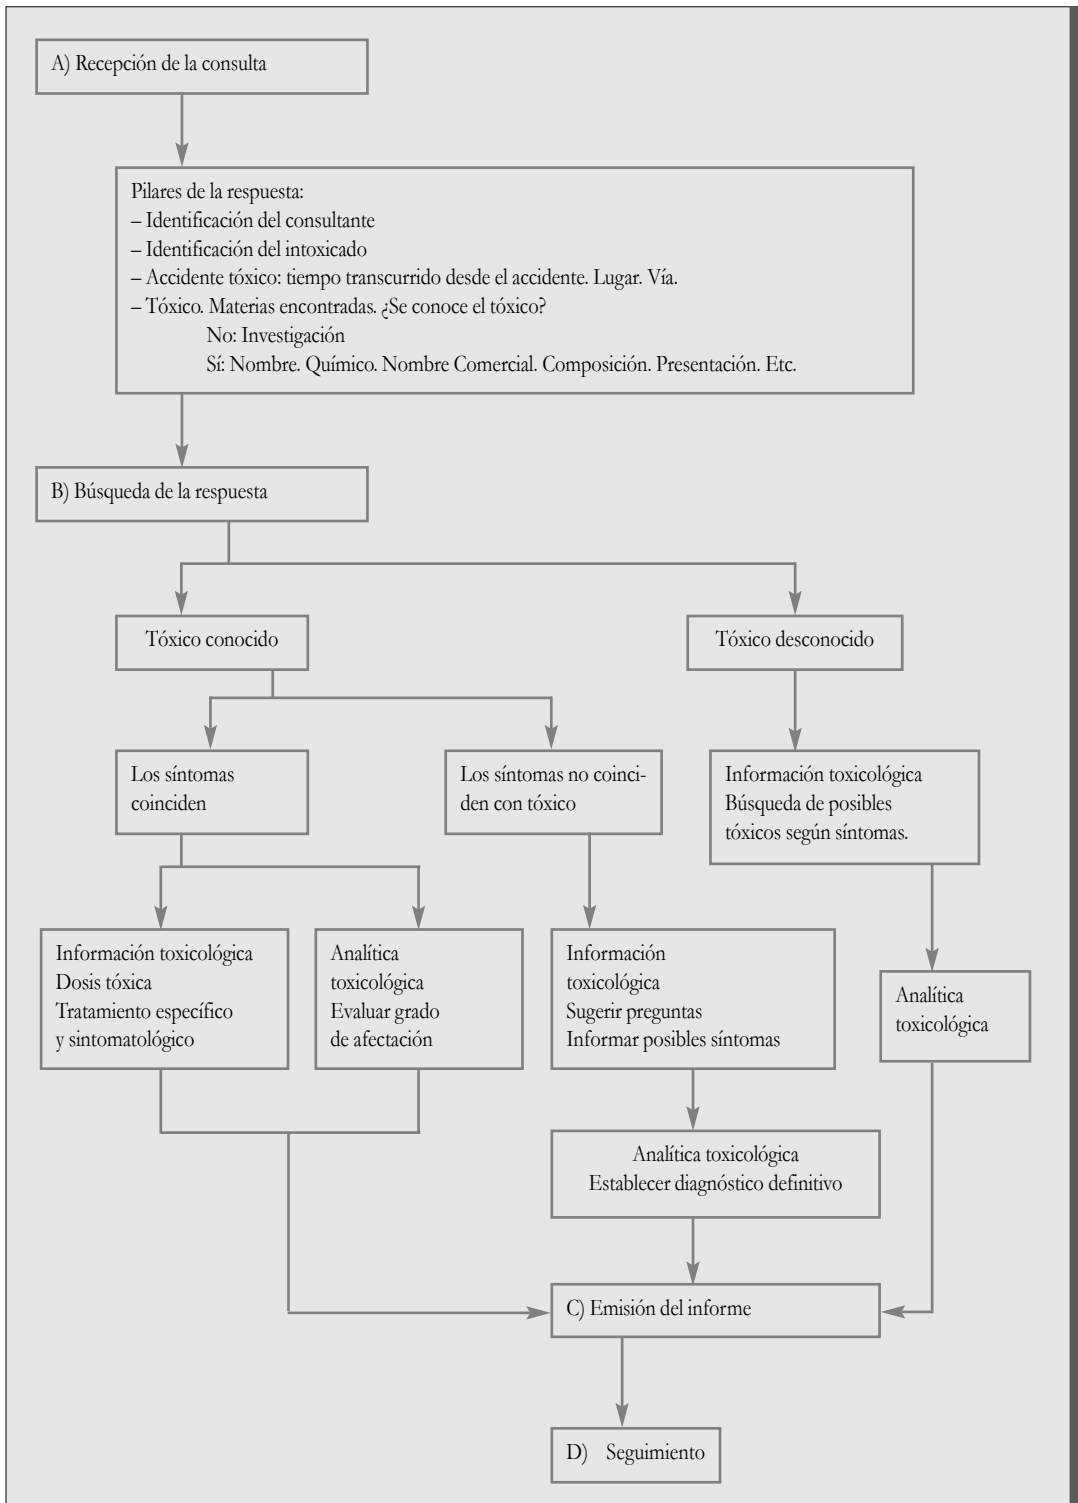 A) Recepción de la consulta
Pilares de la respuesta:
– Identificación del consultante
– Identificación del intoxicado
– Accidente tóxico: tiempo transcurrido desde el accidente. Lugar. Vía.
– Tóxico. Materias encontradas. ¿Se conoce el tóxico?
No: Investigación
Sí: Nombre. Químico. Nombre Comercial. Composición. Presentación. Etc.
B) Búsqueda de la respuesta
Tóxico conocido
Tóxico desconocido
Los síntomas
coinciden
Los síntomas no coinci-
den con tóxico
Información toxicológica
Búsqueda de posibles
tóxicos según síntomas.
Información toxicológica
Dosis tóxica
Tratamiento específico
y sintomatológico
Analítica
toxicológica
Evaluar grado
de afectación
Información
toxicológica
Sugerir preguntas
Informar posibles síntomas
Analítica
toxicológica
Analítica toxicológica
Establecer diagnóstico definitivo
C) Emisión del informe
D) Seguimiento